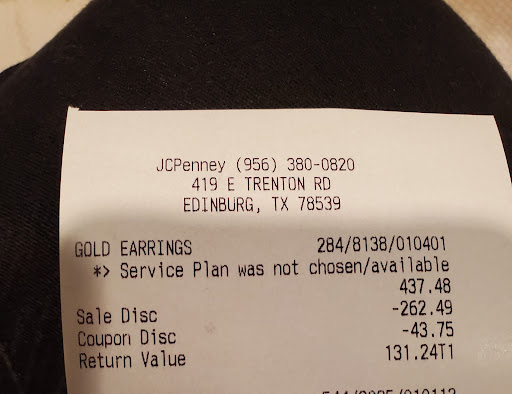 JCPenney (956) 380-0820
419 E TRENTON RD
EDINBURG, TX 78539
GOLD EARRINGS 284/8138/010401
*> Service Plan was not chosen/available
437.48
Sale Disc -262.49
Coupon Disc -43.75
Return Value 131.24T1